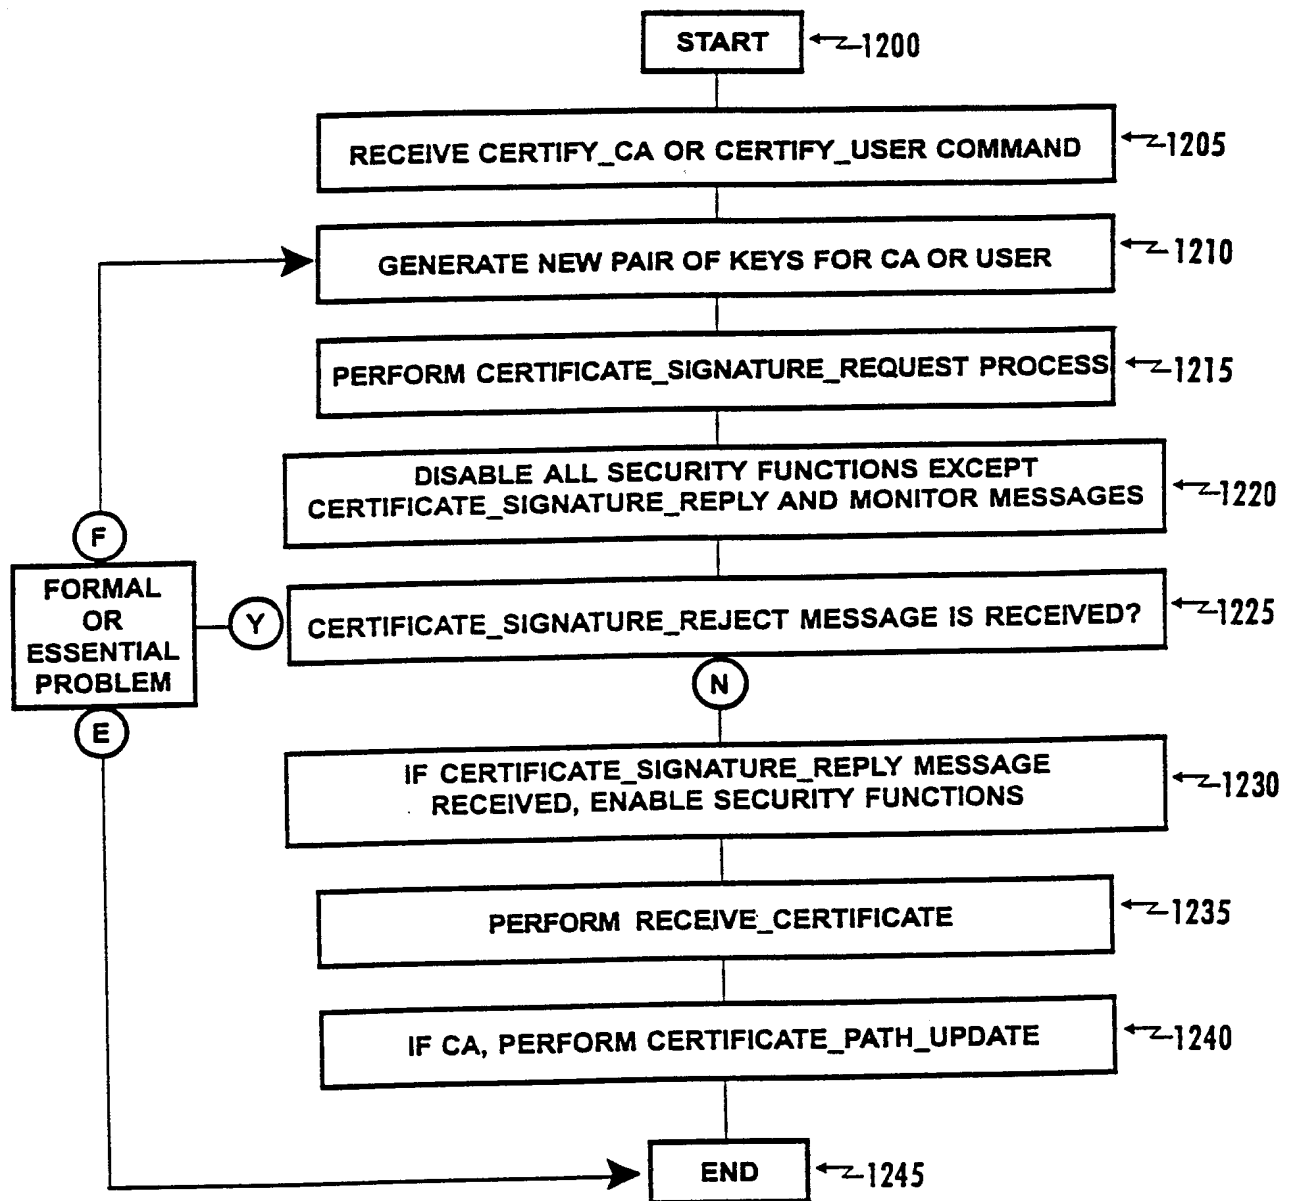 START
1200
RECEIVE CERTIFY_CA OR CERTIFY_USER COMMAND
1205
GENERATE NEW PAIR OF KEYS FOR CA OR USER
1210
PERFORM CERTIFICATE_SIGNATURE_REQUEST PROCESS
1215
DISABLE ALL SECURITY FUNCTIONS EXCEPT
CERTIFICATE_SIGNATURE_REPLY AND MONITOR MESSAGES
1220
F
FORMAL
OR
ESSENTIAL
PROBLEM
E
Y
CERTIFICATE_SIGNATURE_REJECT MESSAGE IS RECEIVED?
1225
N
IF CERTIFICATE_SIGNATURE_REPLY MESSAGE
RECEIVED, ENABLE SECURITY FUNCTIONS
1230
PERFORM RECEIVE_CERTIFICATE
1235
IF CA, PERFORM CERTIFICATE_PATH_UPDATE
1240
END
1245